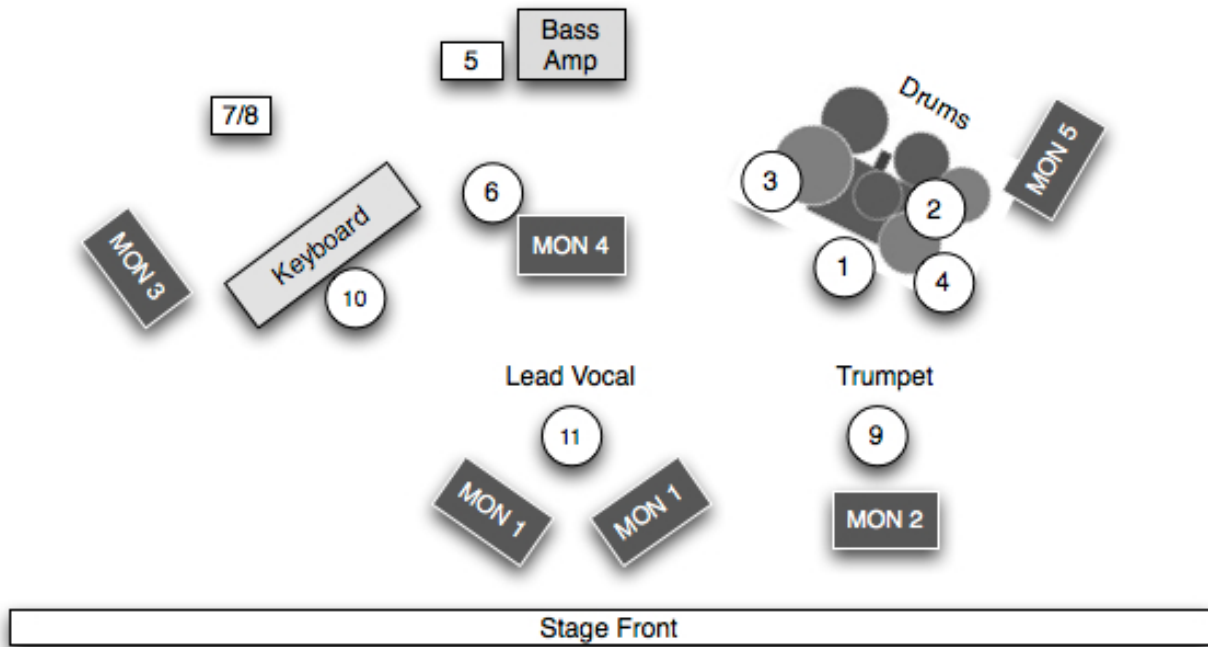 Bass
Amp
5
7/8
Drums
MON 5
3
6
2
Keyboard
MON 4
MON 3
1
4
10
Lead Vocal
Trumpet
11
9
MON 1
MON 1
MON 2
Stage Front